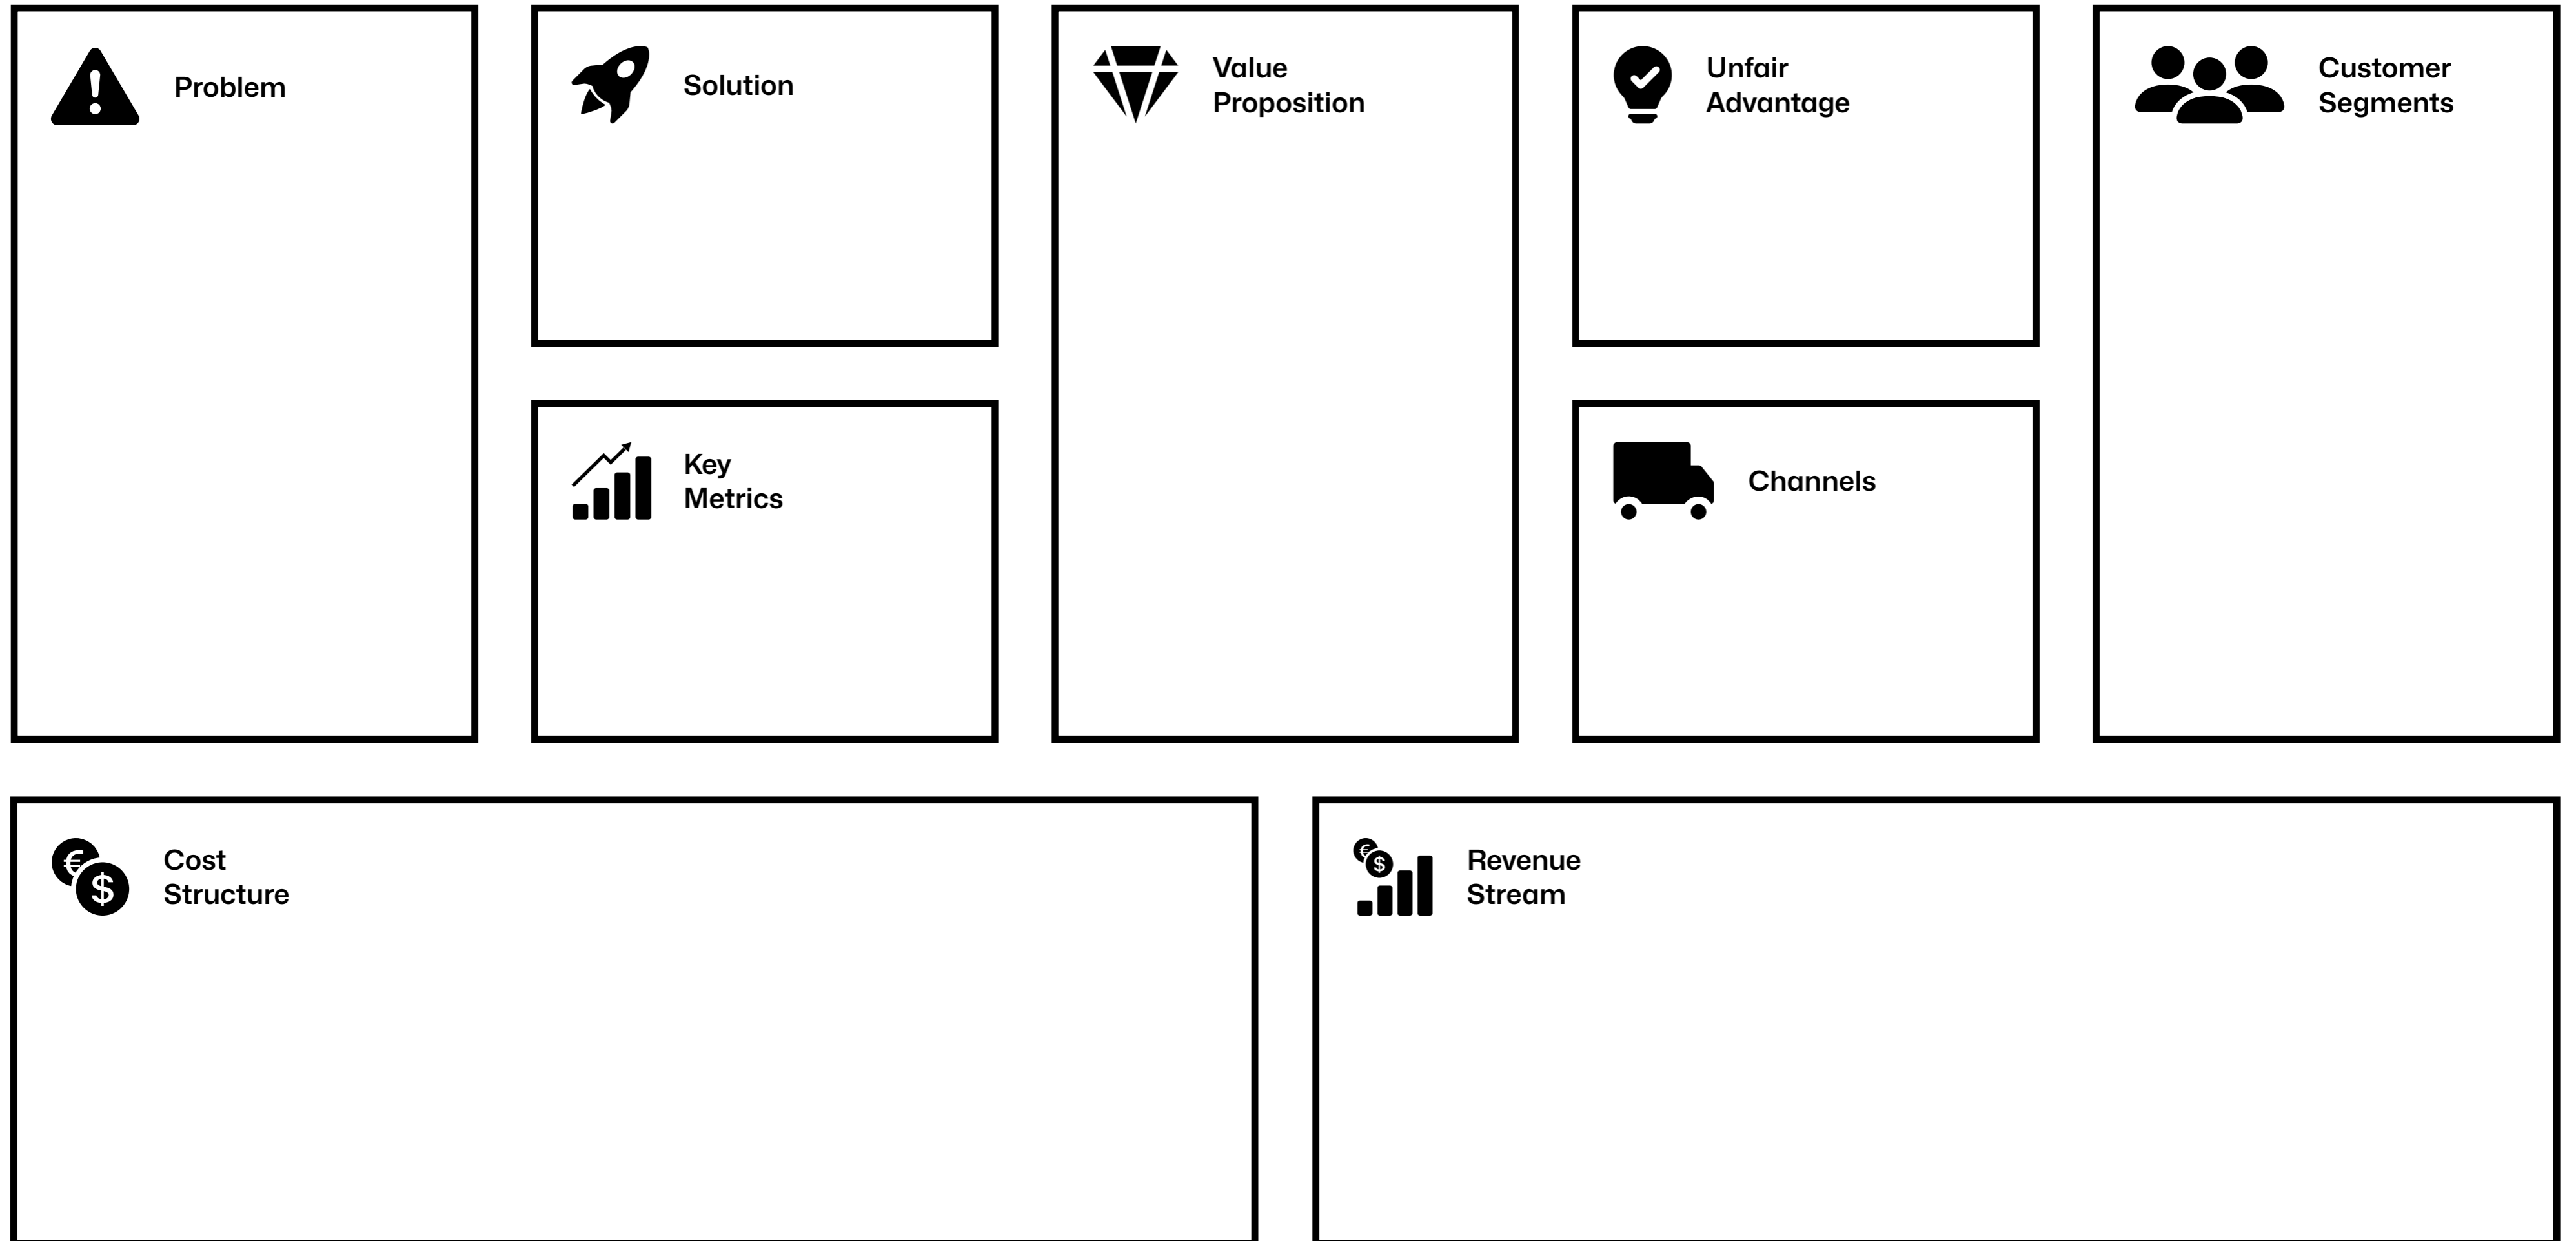 Problem
Solution
Value
Proposition
Unfair
Advantage
Customer
Segments
Key
Metrics
Channels
Cost
Structure
€
$
Revenue
Stream
€
$